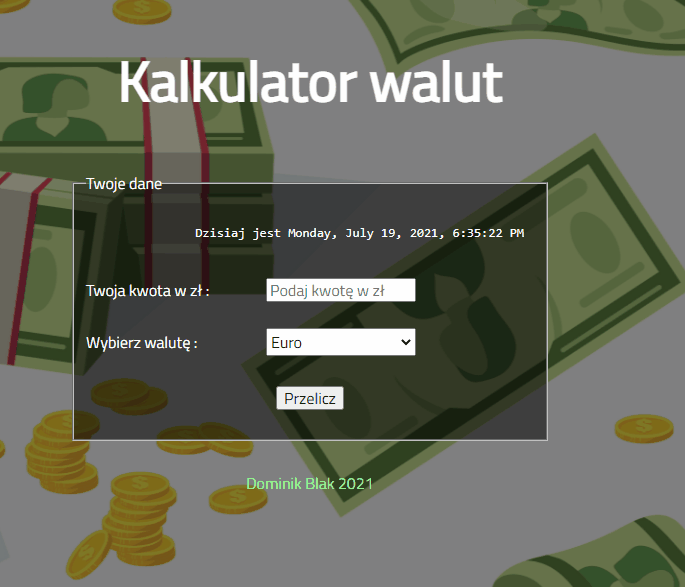 Kalkulator walut
Twoje dane
Dzisiaj jest Monday, July 19, 2021, 6:35:22 PM
Twoja kwota w zł :
Podaj kwotę w zł
Wybierz walutę :
Euro
Przelicz
Dominik Blak 2021